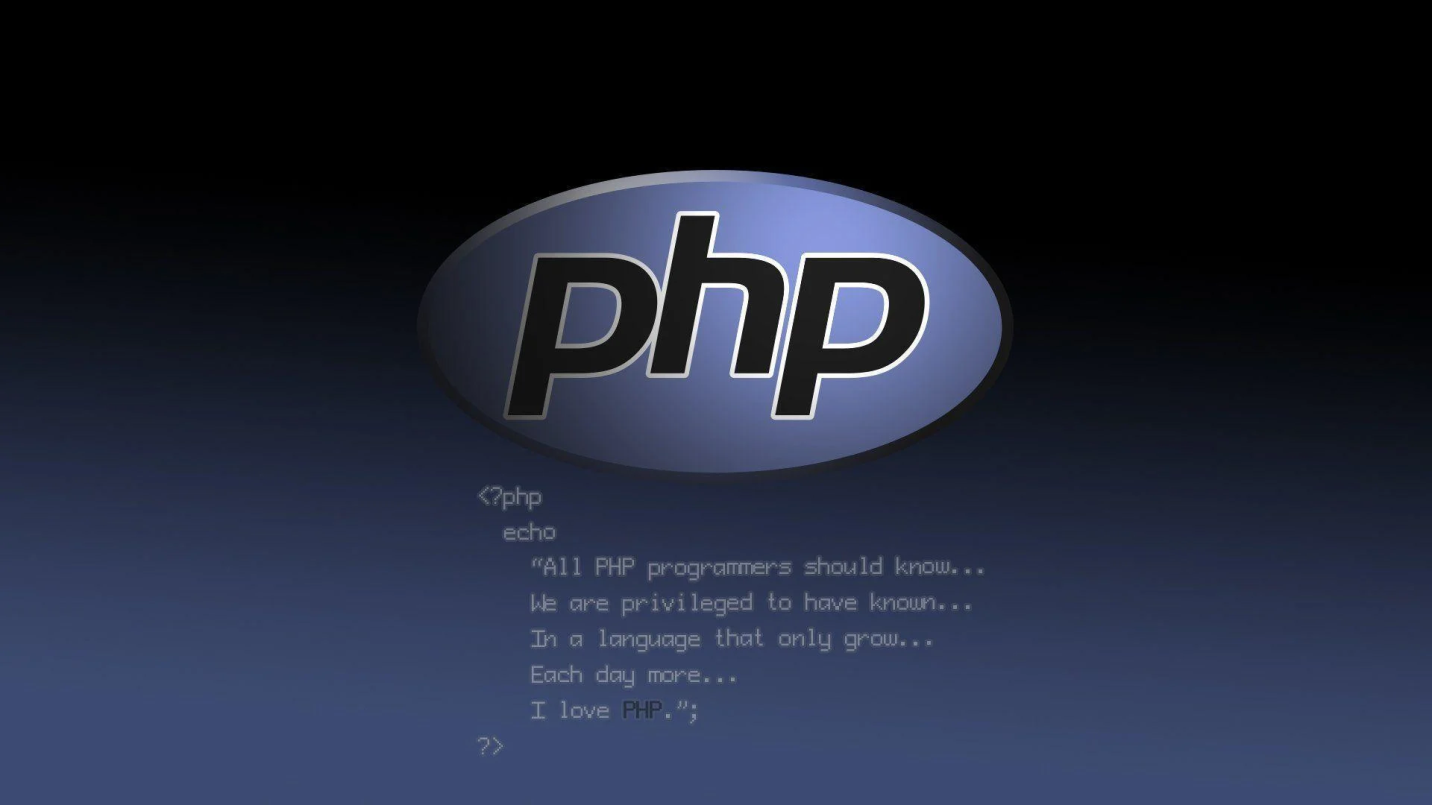 php
<?php
echo
“All PHP programmers should know...
We are privileged to have known...
In a language that only grow...
Each day more...
I love PHP.”;
?>